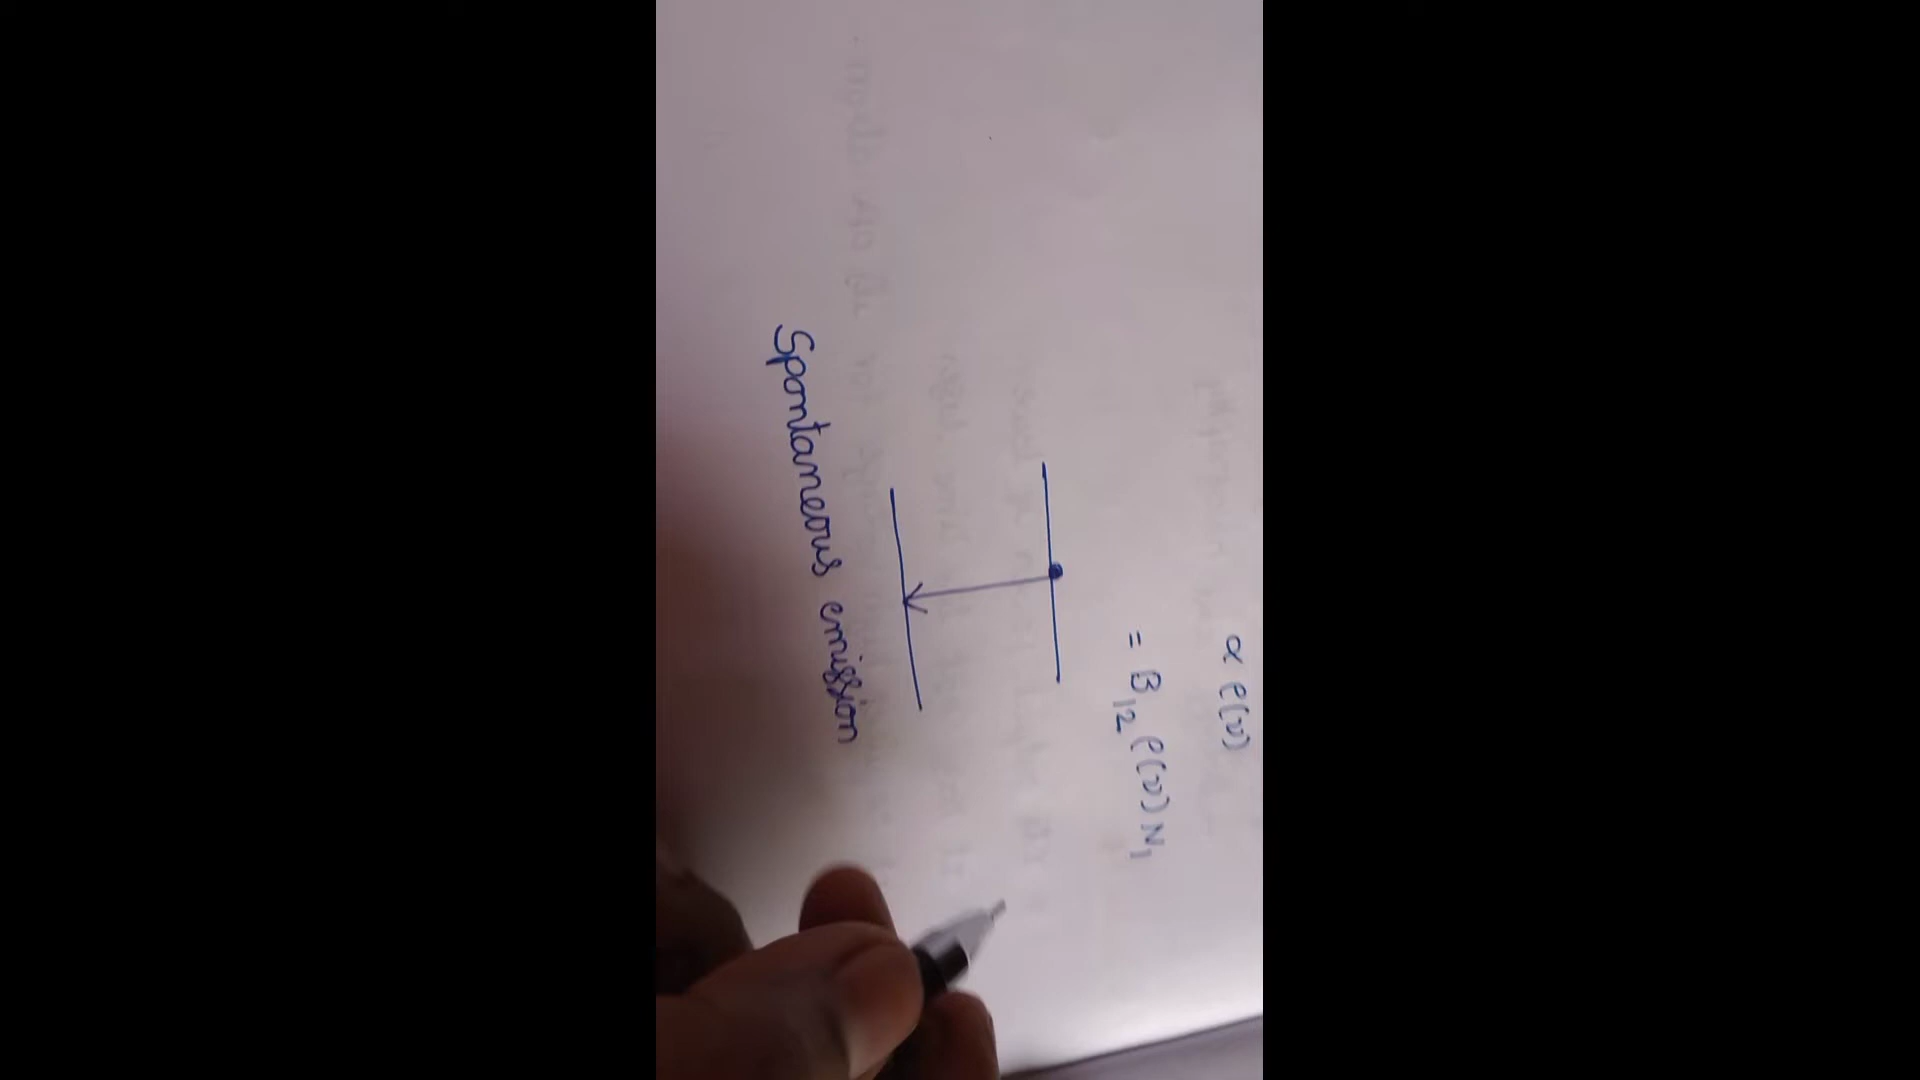 ∝ ρ(ν)
= B₁₂ ρ(ν) N₁
Spontaneous emission